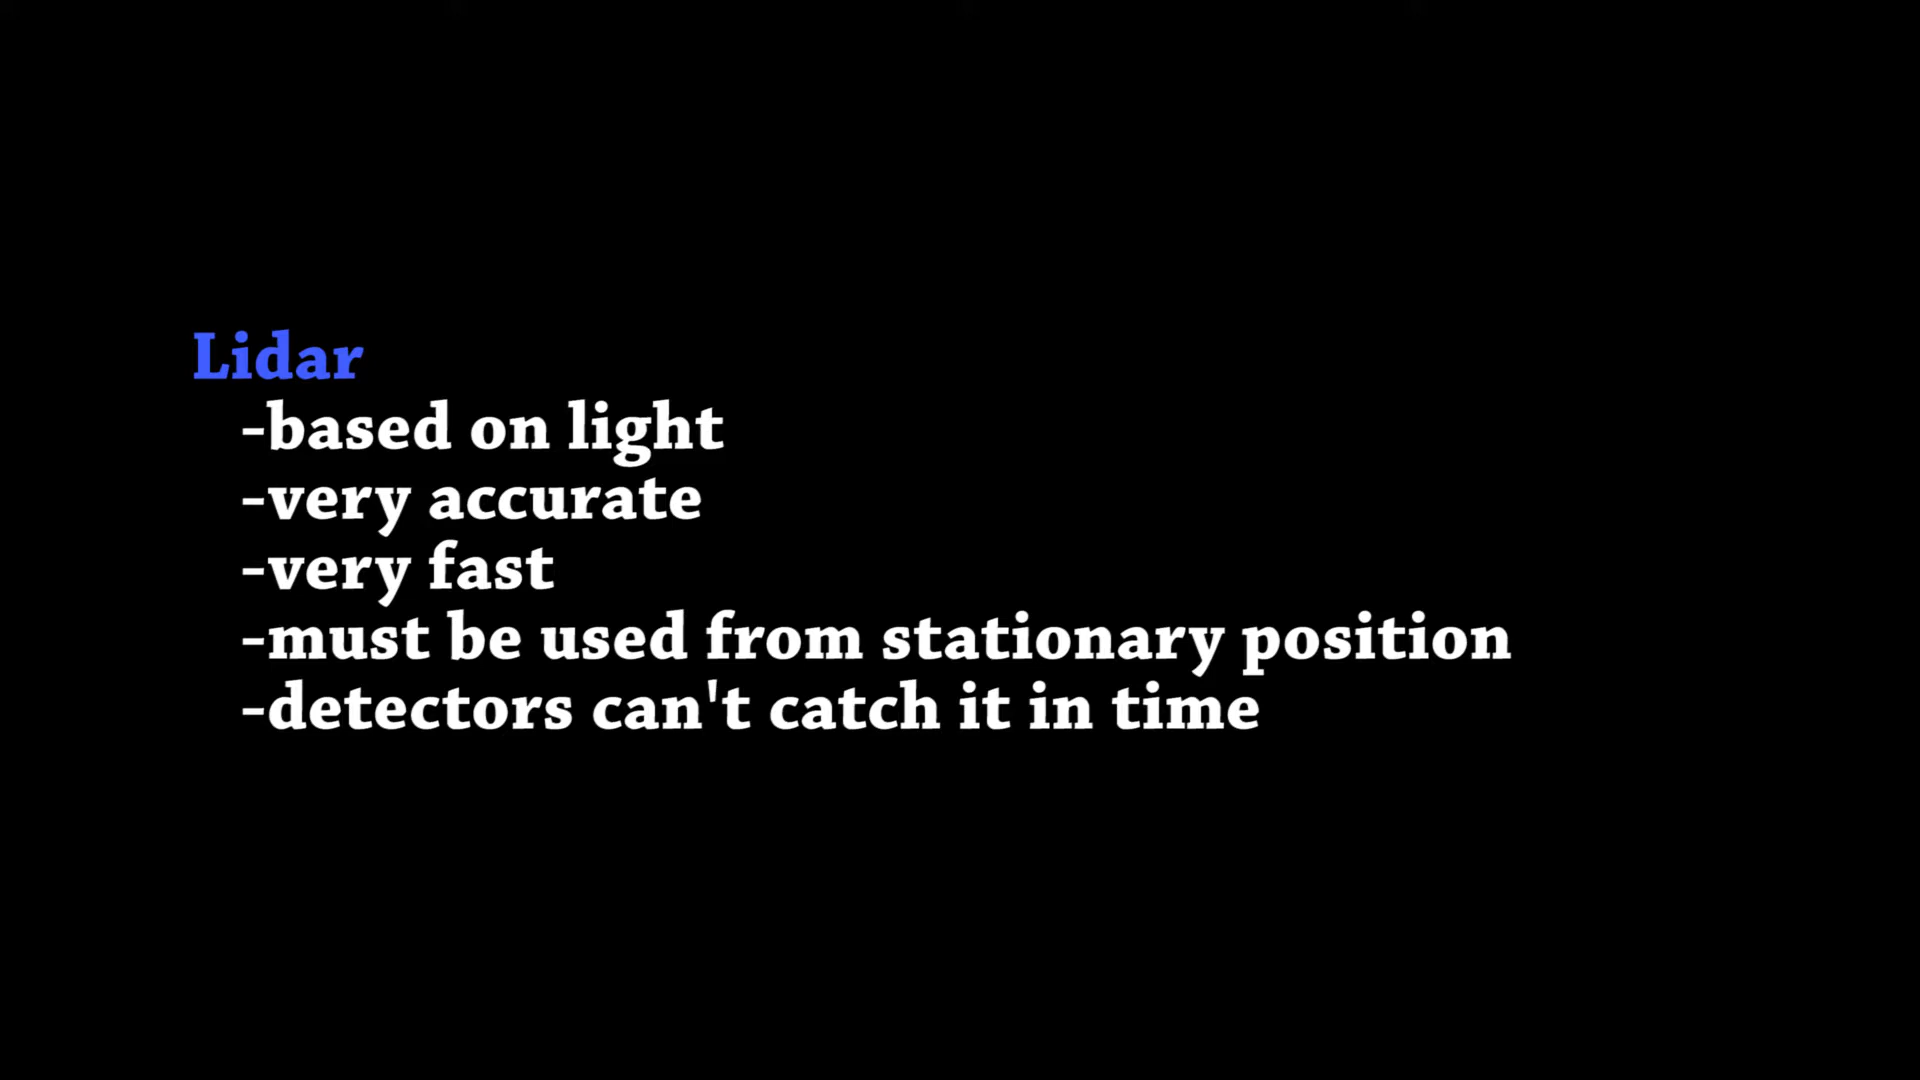 Lidar
-based on light
-very accurate
-very fast
-must be used from stationary position
-detectors can't catch it in time